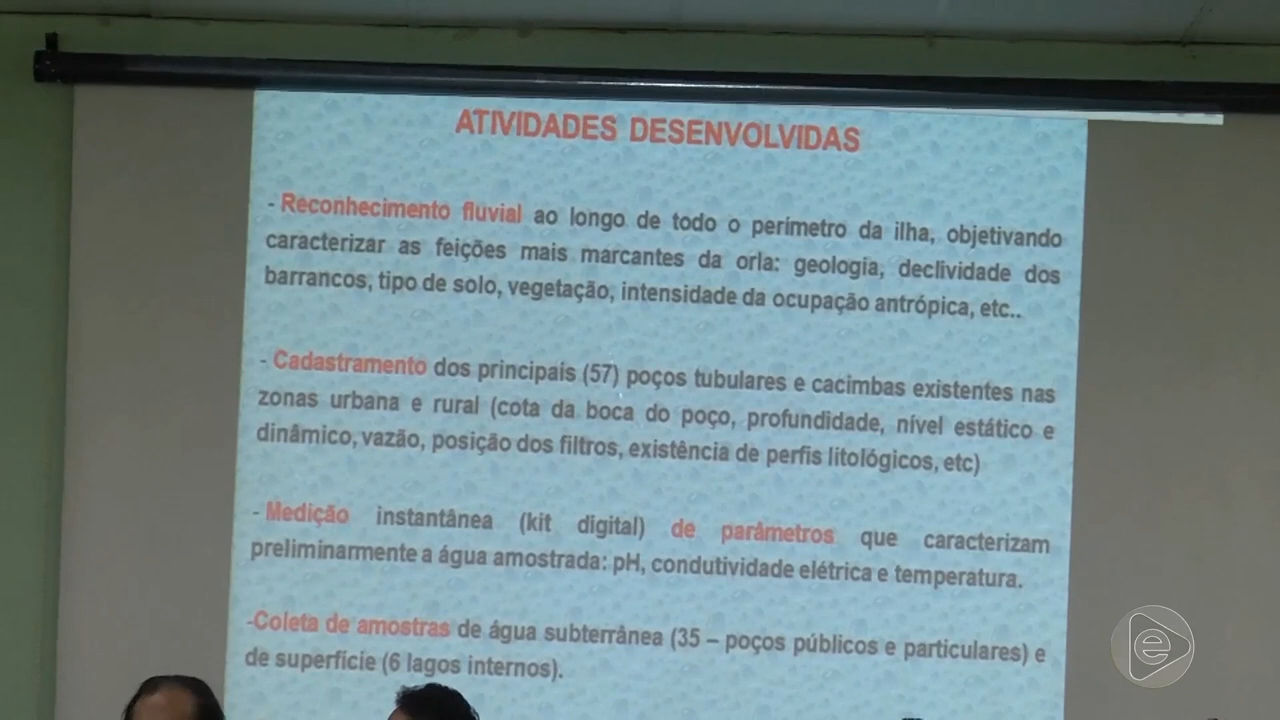 ATIVIDADES DESENVOLVIDAS
- Reconhecimento fluvial ao longo de todo o perímetro da ilha, objetivando
caracterizar as feições mais marcantes da orla: geologia, declividade dos
barrancos, tipo de solo, vegetação, intensidade da ocupação antrópica, etc..
- Cadastramento dos principais (57) poços tubulares e cacimbas existentes nas
zonas urbana e rural (cota da boca do poço, profundidade, nível estático e
dinâmico, vazão, posição dos filtros, existência de perfis litológicos, etc)
- Medição instantânea (kit digital) de parâmetros que caracterizam
preliminarmente a água amostrada: pH, condutividade elétrica e temperatura.
-Coleta de amostras de água subterrânea (35 – poços públicos e particulares) e
de superfície (6 lagos internos).
e